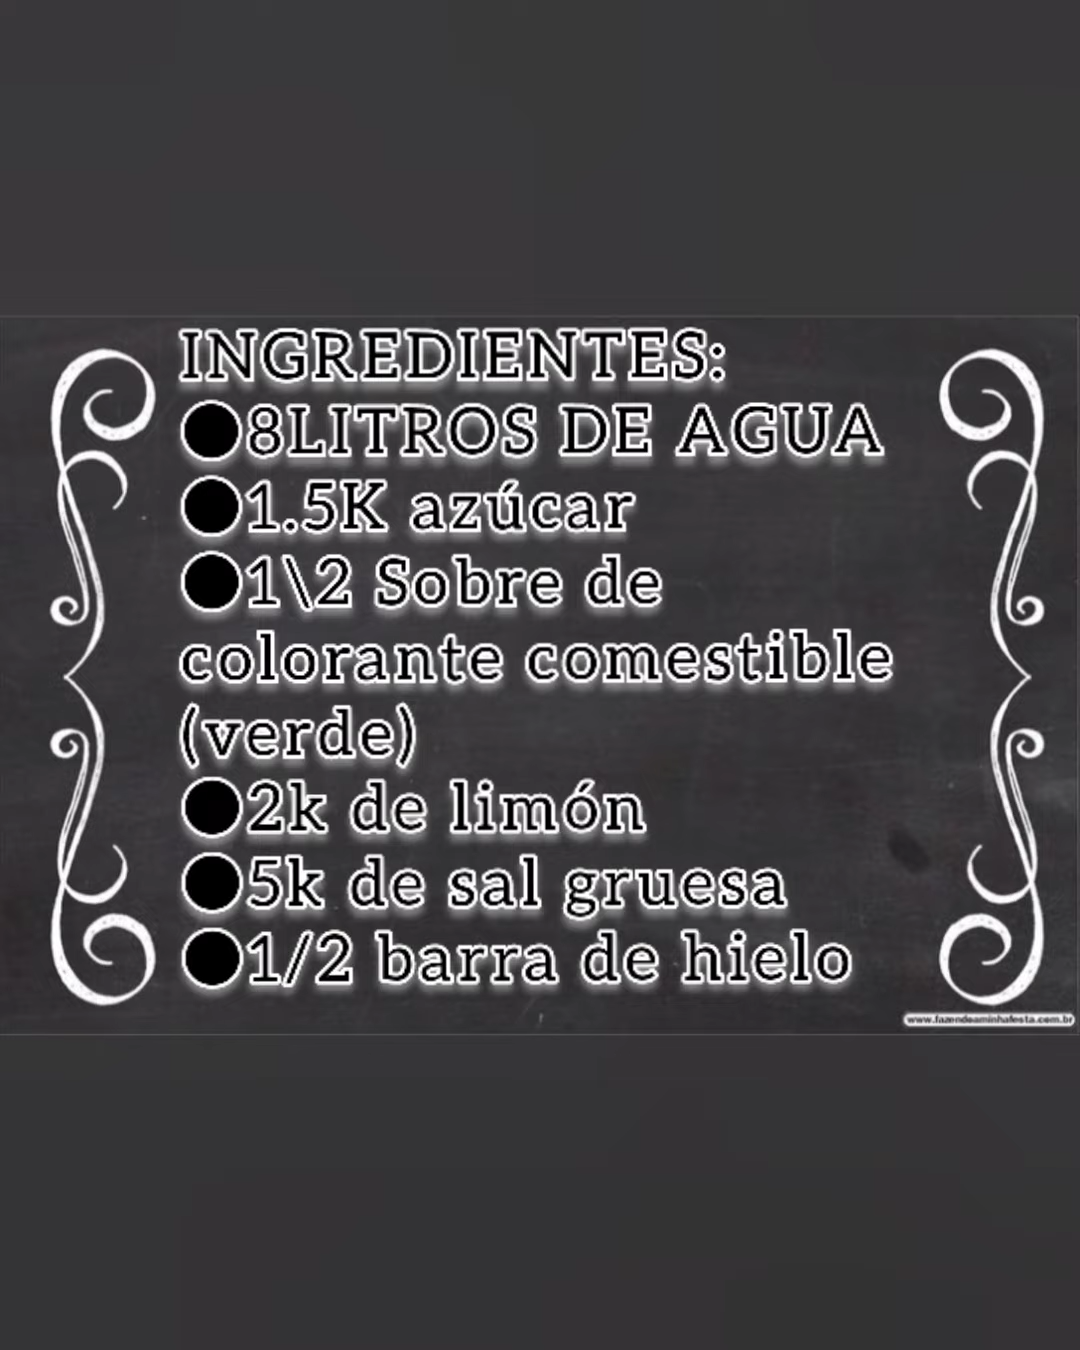 INGREDIENTES:
●8LITROS DE AGUA
●1.5K azúcar
●1\2 Sobre de
colorante comestible
(verde)
●2k de limón
●5k de sal gruesa
●1/2 barra de hielo
www.fazendoaminhafesta.com.br